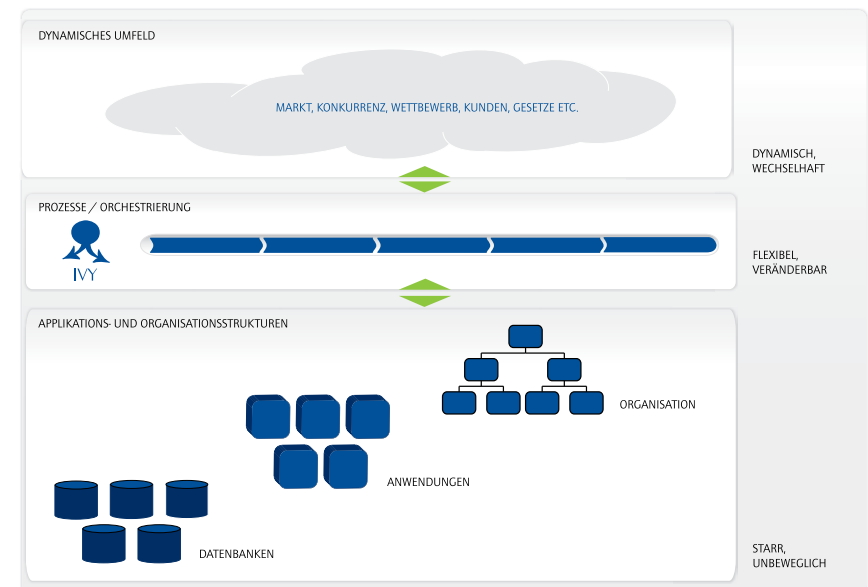 DYNAMISCHES UMFELD
MARKT, KONKURRENZ, WETTBEWERB, KUNDEN, GESETZE ETC.
DYNAMISCH,
WECHSELHAFT
PROZESSE / ORCHESTRIERUNG
IVY
FLEXIBEL,
VERÄNDERBAR
APPLIKATIONS- UND ORGANISATIONSSTRUKTUREN
ORGANISATION
ANWENDUNGEN
DATENBANKEN
STARR,
UNBEWEGLICH